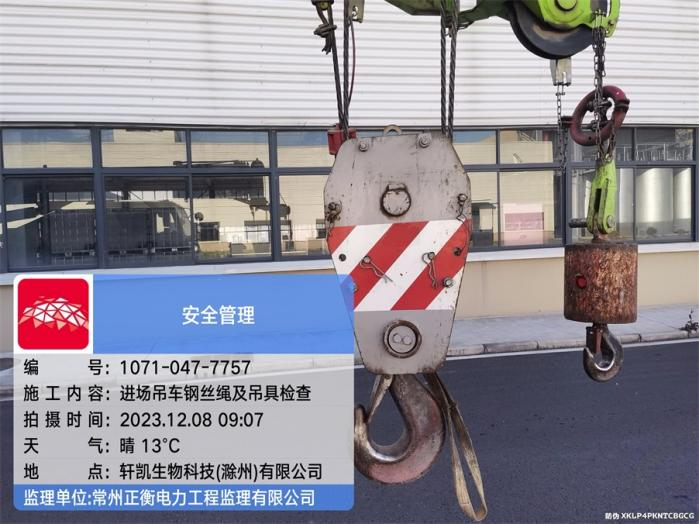 安全管理
编 号: 1071-047-7757
施工内容: 进场吊车钢丝绳及吊具检查
拍摄时间: 2023.12.08 09:07
天 气: 晴 13°C
地 点: 轩凯生物科技(滁州)有限公司
监理单位:常州正衡电力工程监理有限公司
防伪 XKLP4PKNTCBGCG